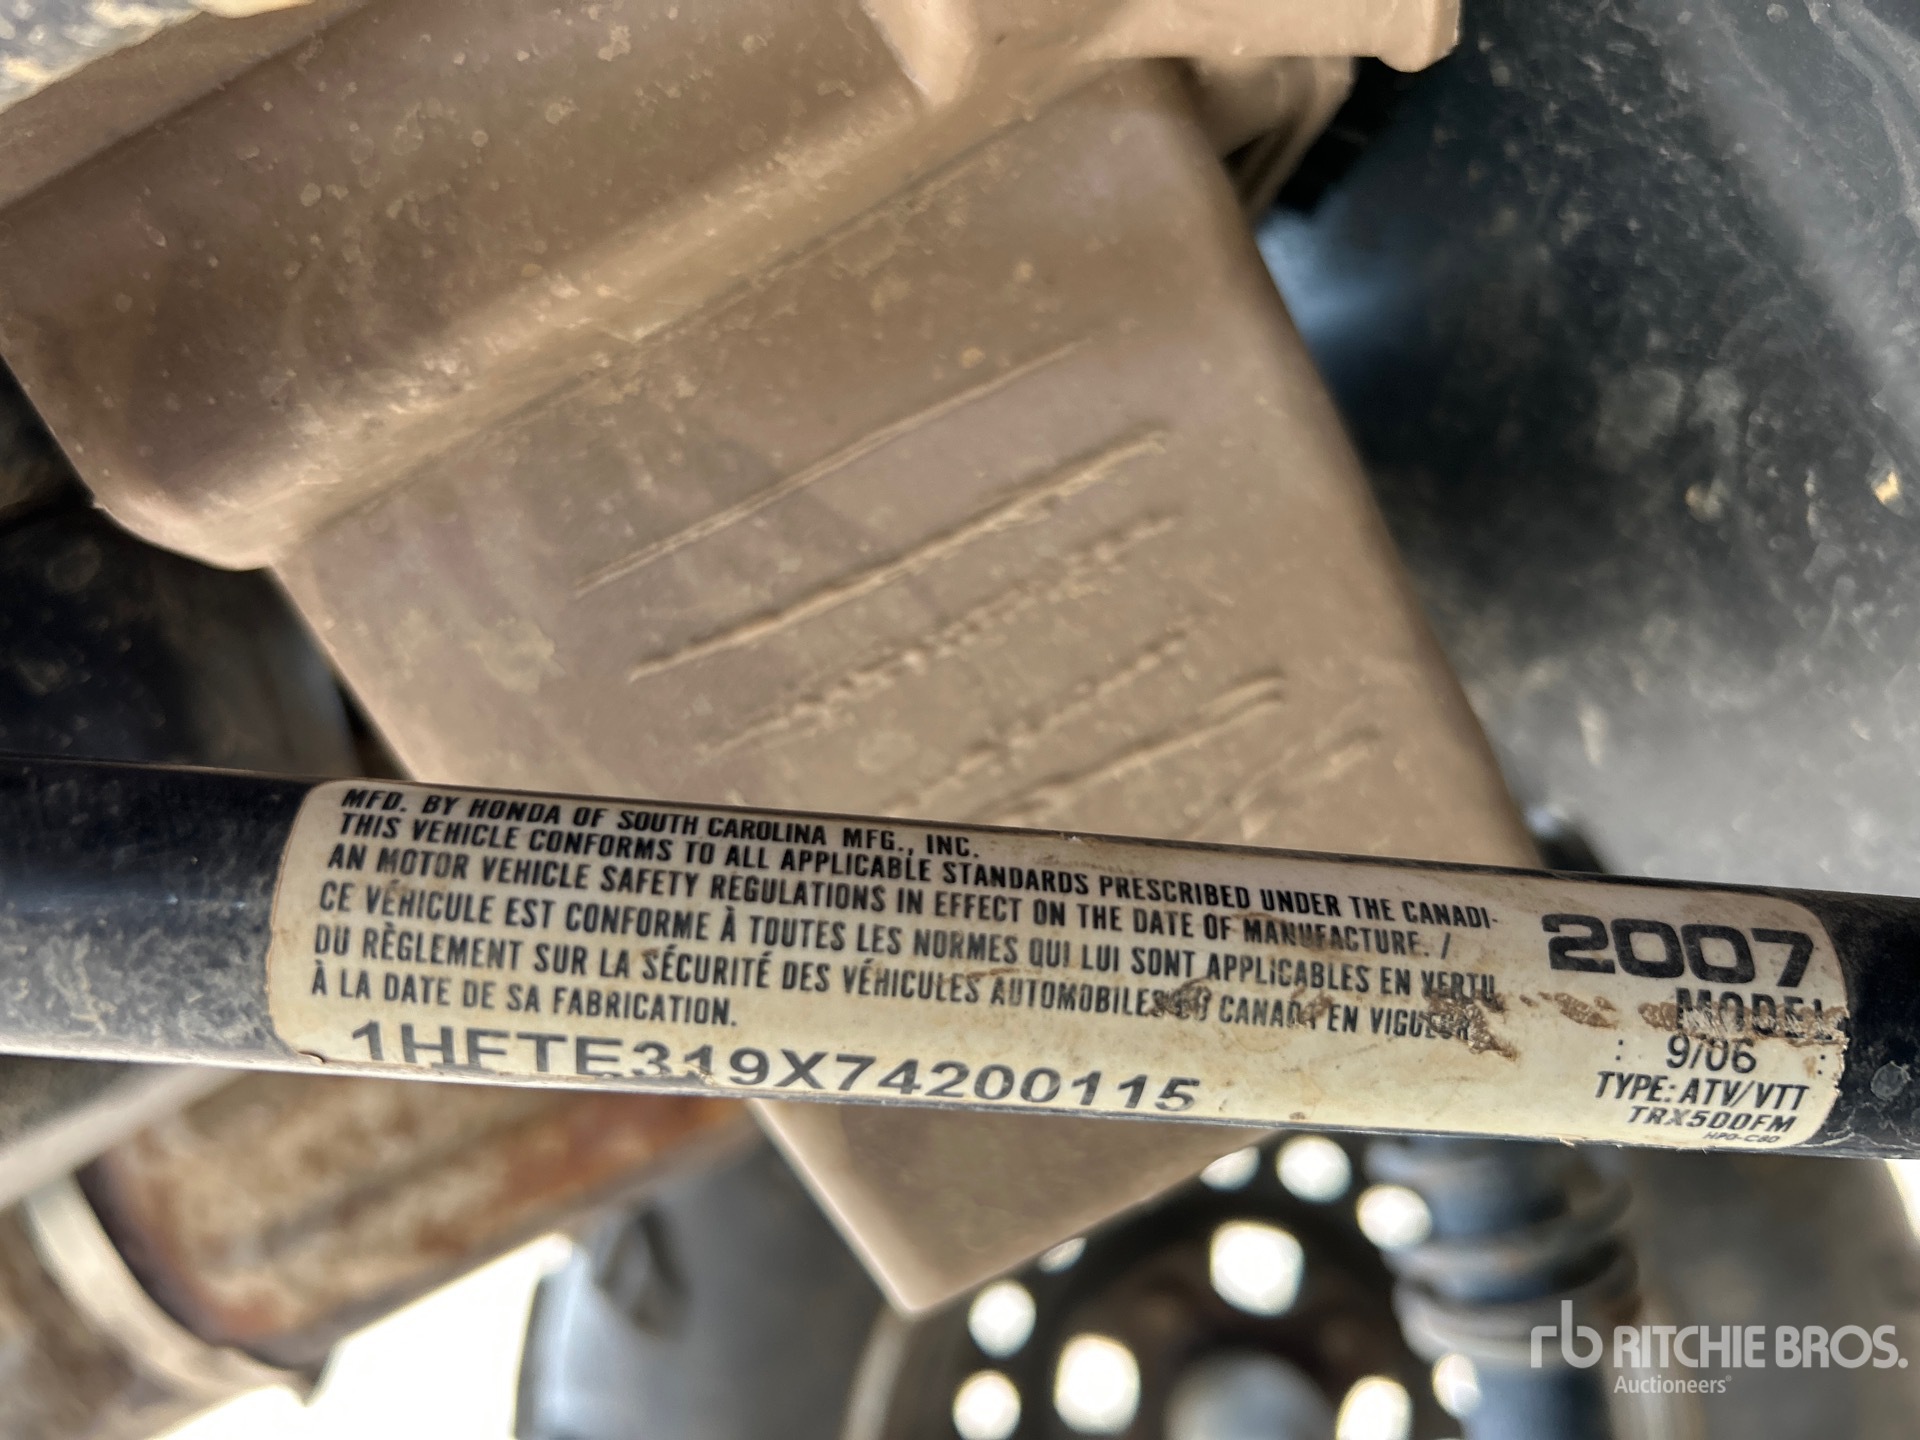 MFD. BY HONDA OF SOUTH CAROLINA MFG., INC.
THIS VEHICLE CONFORMS TO ALL APPLICABLE STANDARDS PRESCRIBED UNDER THE CANADI-
AN MOTOR VEHICLE SAFETY REGULATIONS IN EFFECT ON THE DATE OF MANUFACTURE. /
CE VÉHICULE EST CONFORME À TOUTES LES NORMES QUI LUI SONT APPLICABLES EN VERTU
DU RÈGLEMENT SUR LA SÉCURITÉ DES VÉHICULES AUTOMOBILES DU CANADA EN VIGUEUR
À LA DATE DE SA FABRICATION.
1HFTE319X74200115
2007
MODEL
: 9/06 :
TYPE: ATV/VTT
TRX500FM
HP0-C80
rb RITCHIE BROS.
Auctioneers